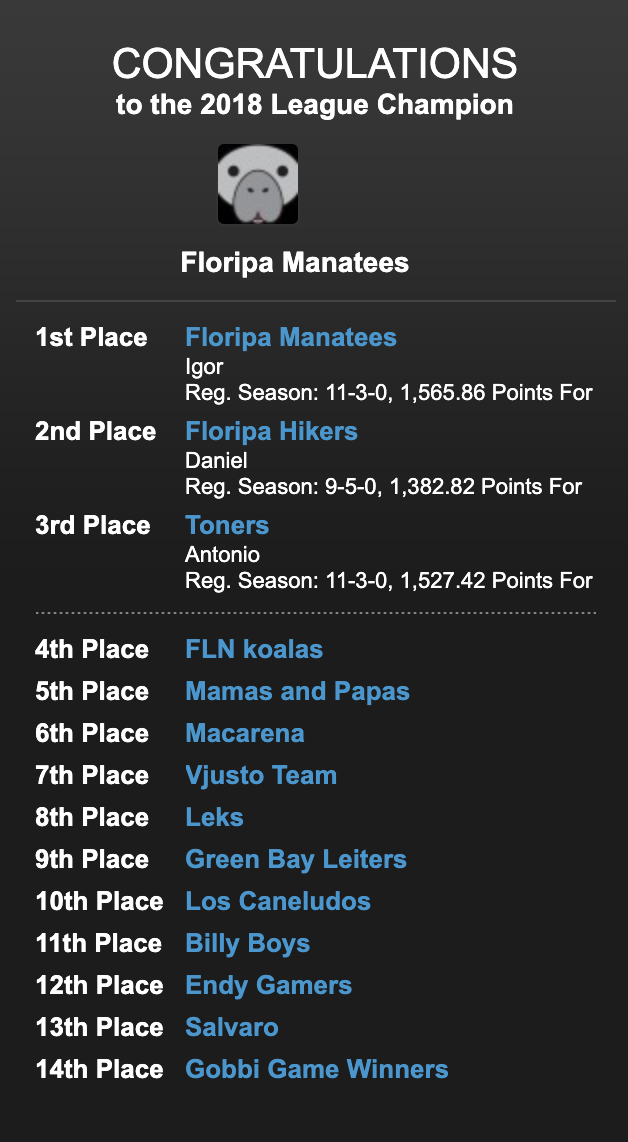 CONGRATULATIONS
to the 2018 League Champion
Floripa Manatees
1st Place Floripa Manatees
Igor
Reg. Season: 11-3-0, 1,565.86 Points For
2nd Place Floripa Hikers
Daniel
Reg. Season: 9-5-0, 1,382.82 Points For
3rd Place Toners
Antonio
Reg. Season: 11-3-0, 1,527.42 Points For
4th Place FLN koalas
5th Place Mamas and Papas
6th Place Macarena
7th Place Vjusto Team
8th Place Leks
9th Place Green Bay Leiters
10th Place Los Caneludos
11th Place Billy Boys
12th Place Endy Gamers
13th Place Salvaro
14th Place Gobbi Game Winners